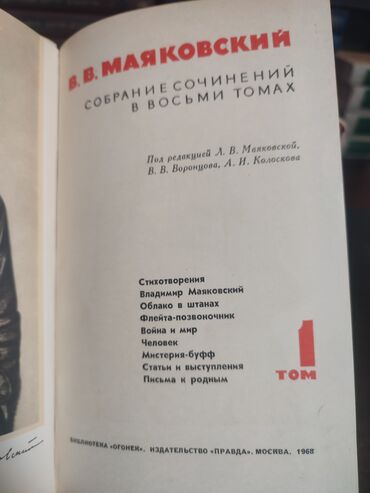 В. В. МАЯКОВСКИЙ
СОБРАНИЕ СОЧИНЕНИЙ
В ВОСЬМИ ТОМАХ
Под редакцией Л. В. Маяковской,
В. В. Воронцова, А. И. Колоскова
Стихотворения
Владимир Маяковский
Облако в штанах
Флейта-позвоночник
Война и мир
Человек
Мистерия-буфф
Статьи и выступления
Письма к родным
1
ТОМ
БИБЛИОТЕКА «ОГОНЕК». ИЗДАТЕЛЬСТВО «ПРАВДА». МОСКВА. 1968